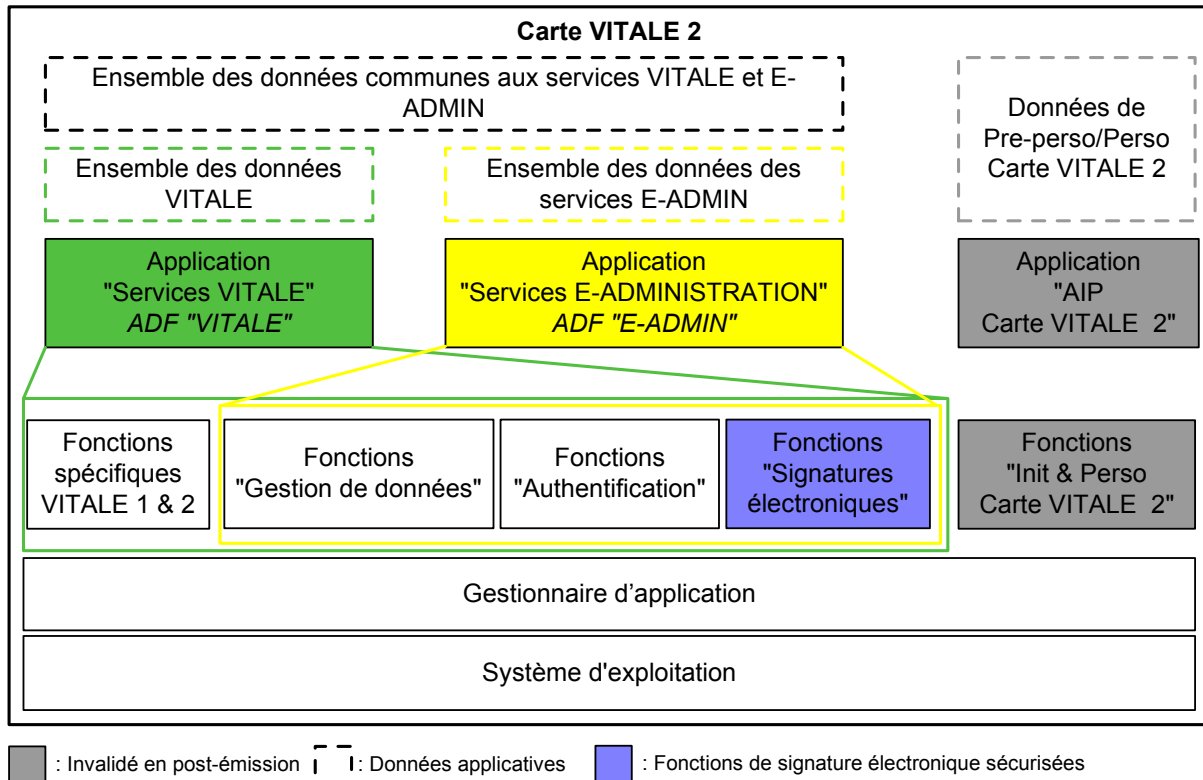 Carte VITALE 2
Ensemble des données communes aux services VITALE et E-
ADMIN
Données de
Pre-perso/Perso
Carte VITALE 2
Ensemble des données
VITALE
Ensemble des données des
services E-ADMIN
Application
"Services VITALE"
ADF "VITALE"
Application
"Services E-ADMINISTRATION"
ADF "E-ADMIN"
Application
"AIP
Carte VITALE 2"
Fonctions
spécifiques
VITALE 1 & 2
Fonctions
"Gestion de données"
Fonctions
"Authentification"
Fonctions
"Signatures
électroniques"
Fonctions
"Init & Perso
Carte VITALE 2"
Gestionnaire d’application
Système d'exploitation
: Invalidé en post-émission
: Données applicatives
: Fonctions de signature électronique sécurisées